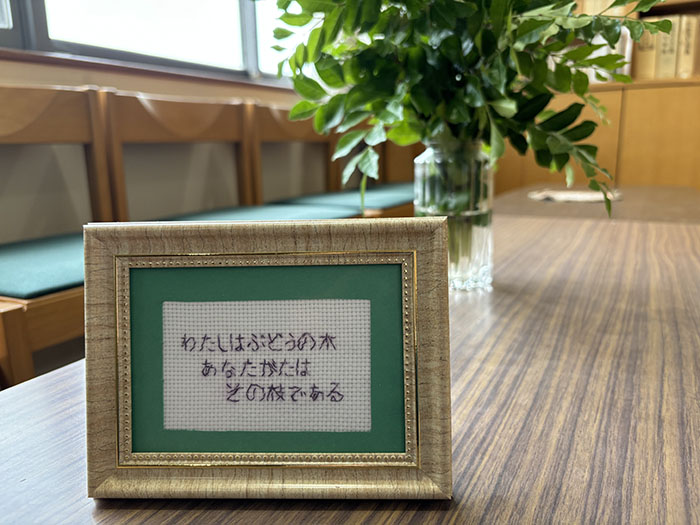 わたしはぶどうの木
あなたがたは
その枝である